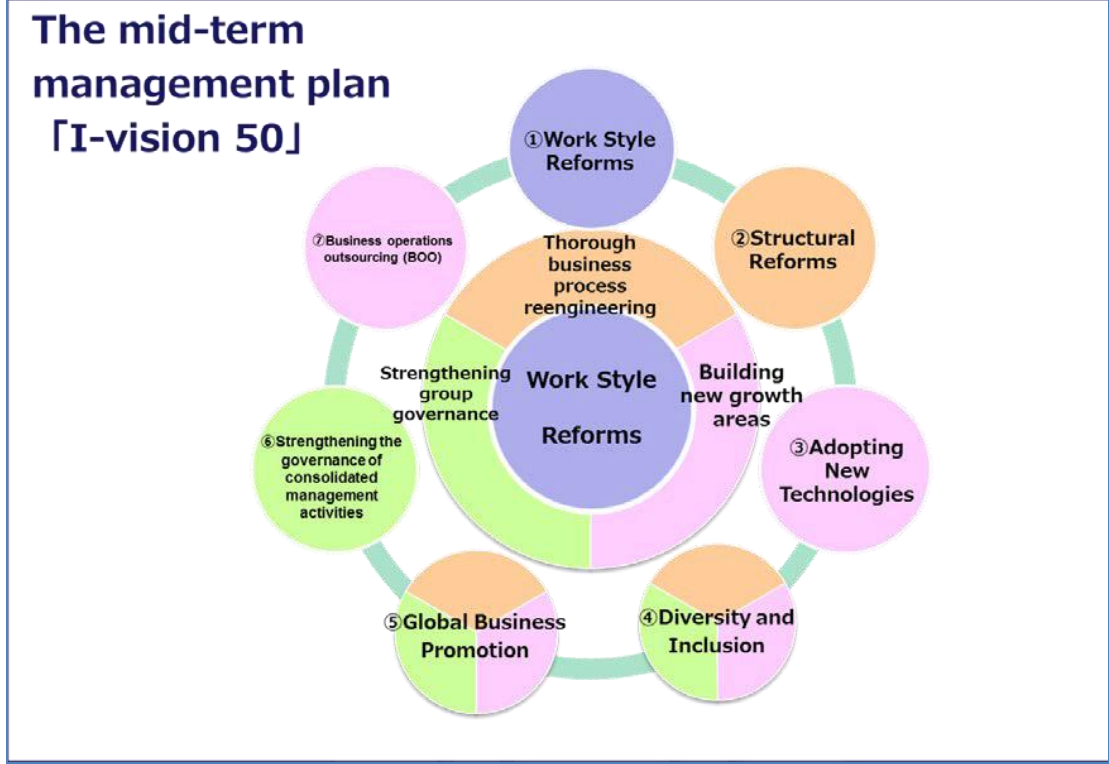 The mid-term
management plan
「I-vision 50」
①Work Style
Reforms
②Structural
Reforms
③Adopting
New
Technologies
④Diversity and
Inclusion
⑤Global Business
Promotion
⑥Strengthening the
governance of
consolidated
management
activities
⑦Business operations
outsourcing (BOO)
Thorough
business
process
reengineering
Building
new growth
areas
Strengthening
group
governance
Work Style
Reforms